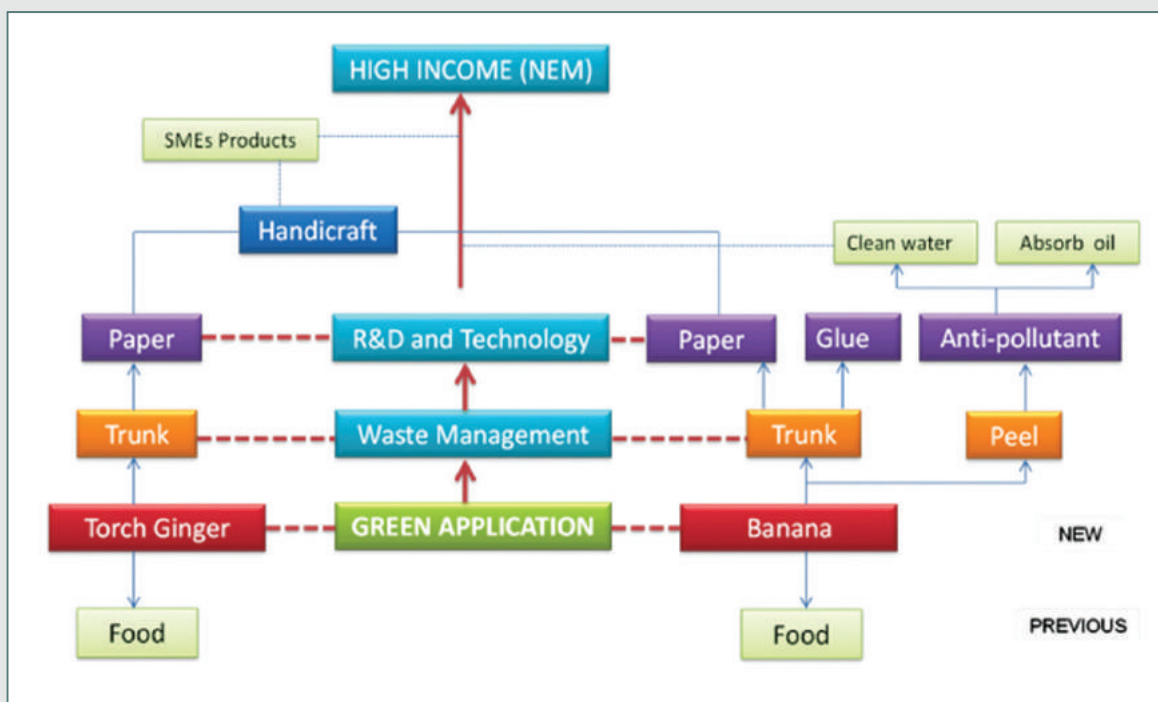 HIGH INCOME (NEM)
SMEs Products
Handicraft
Clean water
Absorb oil
Paper
R&D and Technology
Paper
Glue
Anti-pollutant
Trunk
Waste Management
Trunk
Peel
Torch Ginger
GREEN APPLICATION
Banana
NEW
Food
Food
PREVIOUS